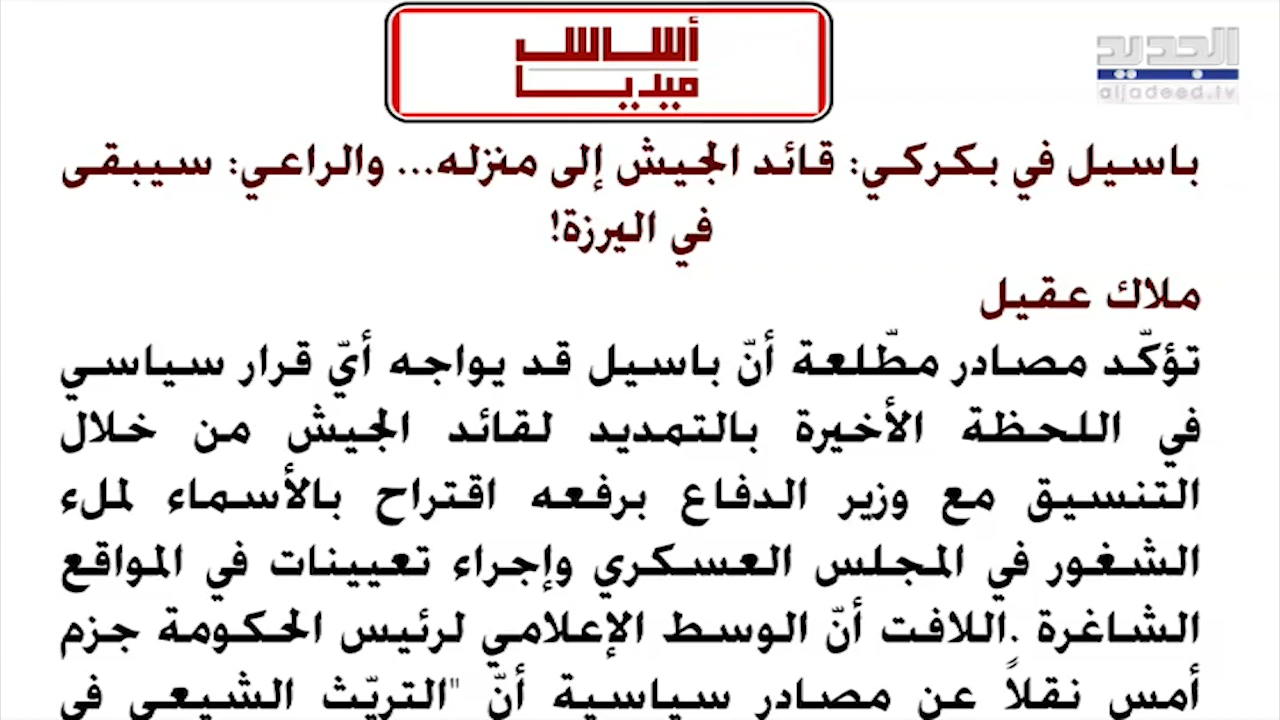 أساس
ميديا
الجديد
aljadeed.tv
باسيل في بكركي: قائد الجيش إلى منزله... والراعي: سيبقى
في اليرزة!
ملاك عقيل
تؤكّد مصادر مطّلعة أنّ باسيل قد يواجه أيّ قرار سياسي
في اللحظة الأخيرة بالتمديد لقائد الجيش من خلال
التنسيق مع وزير الدفاع برفعه اقتراح بالأسماء لملء
الشغور في المجلس العسكري وإجراء تعيينات في المواقع
الشاغرة .اللافت أنّ الوسط الإعلامي لرئيس الحكومة جزم
أمس نقلاً عن مصادر سياسية أنّ "التريّث الشيعي في